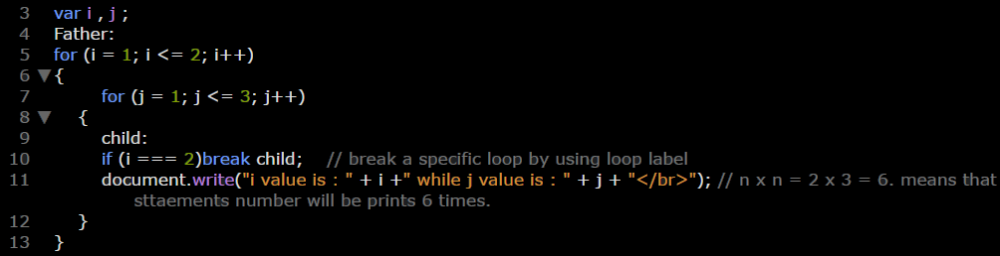 3 var i , j ;
4 Father:
5 for (i = 1; i <= 2; i++)
6 {
7 for (j = 1; j <= 3; j++)
8 {
9 child:
10 if (i === 2)break child; // break a specific loop by using loop label
11 document.write("i value is : " + i +" while j value is : " + j + "</br>"); // n x n = 2 x 3 = 6. means that
sttaements number will be prints 6 times.
12 }
13 }